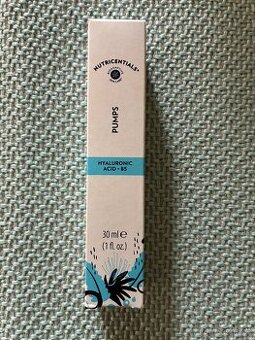 NUTRICENTIALS®
PUMPS
HYALURONIC
ACID + B5
30 ml ℮
(1 fl. oz.)